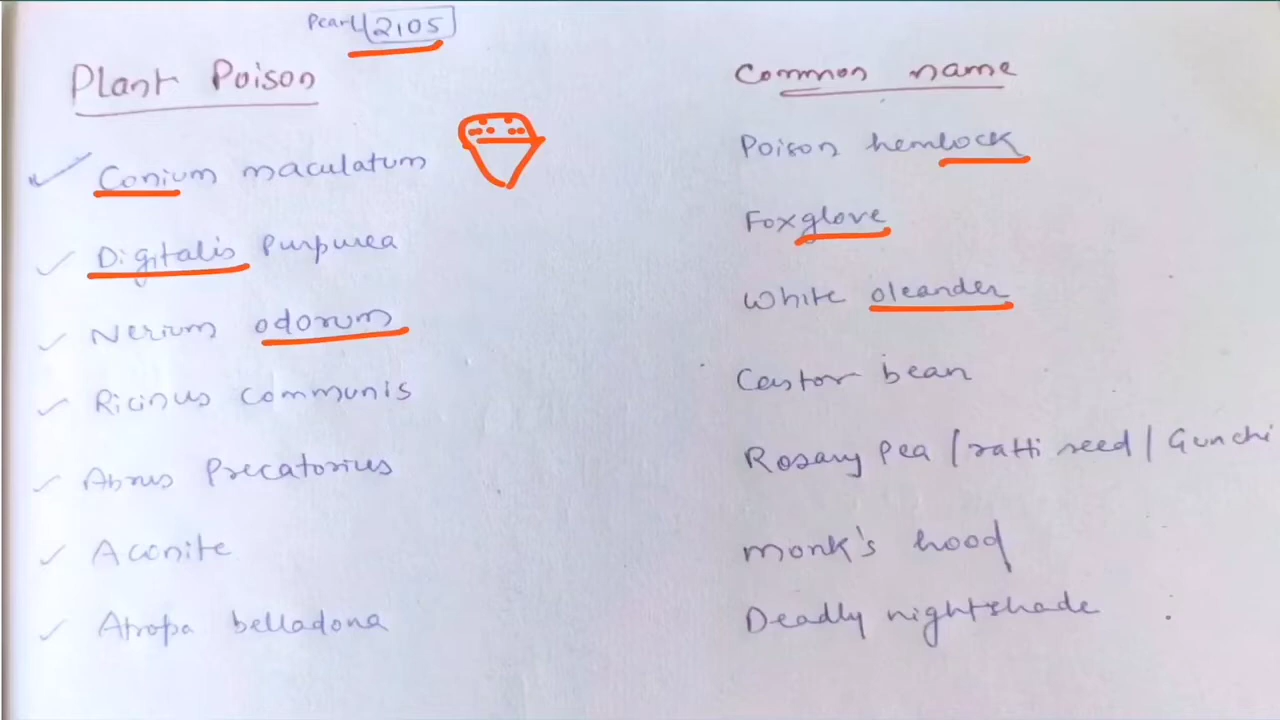 Pearl 2105
Plant Poison
Common name
Conium maculatum
Poison hemlock
Digitalis Purpurea
Foxglove
Nerium odorum
White oleander
Ricinus communis
Castor bean
Abrus Precatorius
Rosary Pea / ratti seed / Gunchi
Aconite
Monk's hood
Atropa belladona
Deadly nightshade